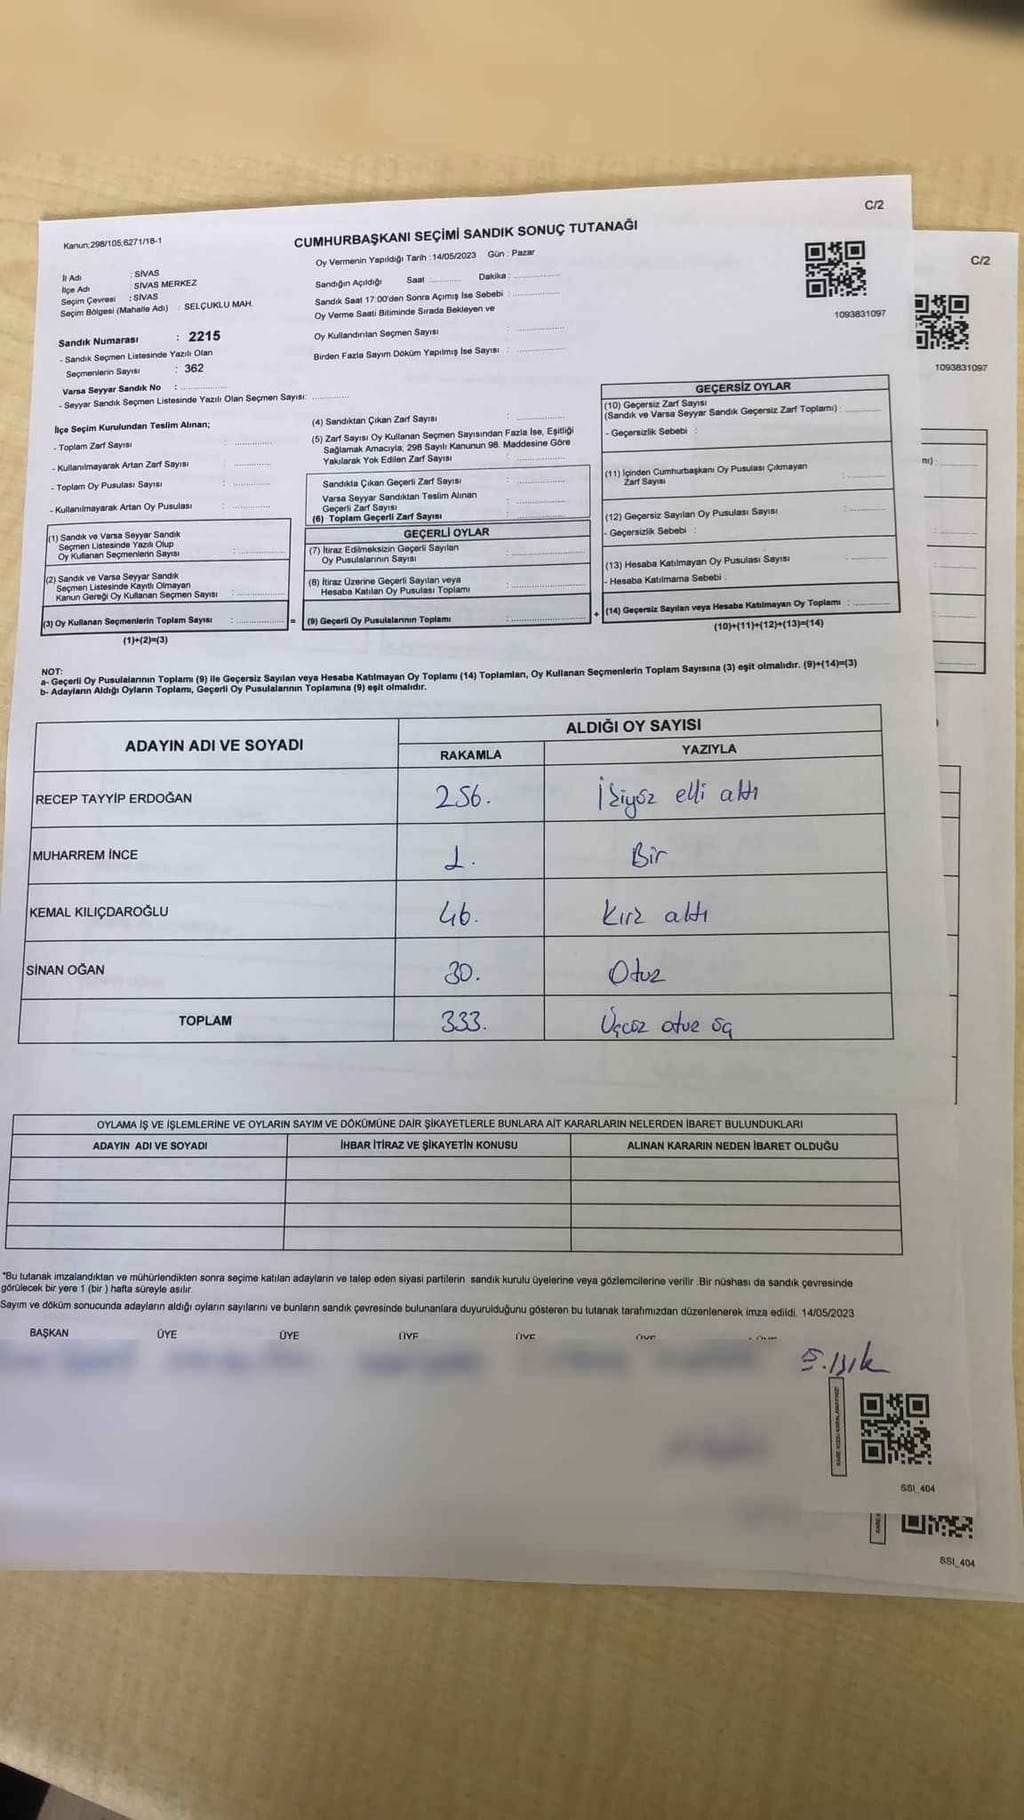 C/2
Kanun;298/105;6271/16-1
CUMHURBAŞKANI SEÇİMİ SANDIK SONUÇ TUTANAĞI
Oy Vermenin Yapıldığı Tarih : 14/05/2023 Gün : Pazar
İl Adı : SİVAS
İlçe Adı SİVAS MERKEZ
Seçim Çevresi : SİVAS
Seçim Bölgesi (Mahalle Adı) : SELÇUKLU MAH.
Sandığın Açıldığı Saat : Dakika :
Sandık Saat 17:00'den Sonra Açımış İse Sebebi :
Oy Verme Saati Bitiminde Sırada Bekleyen ve
Oy Kullandırılan Seçmen Sayısı :
Birden Fazla Sayım Döküm Yapılmış İse Sayısı :
1093831097
Sandık Numarası : 2215
- Sandık Seçmen Listesinde Yazılı Olan
Seçmenlerin Sayısı : 362
Varsa Seyyar Sandık No :
- Seyyar Sandık Seçmen Listesinde Yazılı Olan Seçmen Sayısı:
İlçe Seçim Kurulundan Teslim Alınan;
- Toplam Zarf Sayısı :
- Kullanılmayarak Artan Zarf Sayısı :
- Toplam Oy Pusulası Sayısı :
- Kullanılmayarak Artan Oy Pusulası :
(1) Sandık ve Varsa Seyyar Sandık
Seçmen Listesinde Yazılı Olup
Oy Kullanan Seçmenlerin Sayısı :
(2) Sandık ve Varsa Seyyar Sandık
Seçmen Listesinde Kayıtlı Olmayan
Kanun Gereği Oy Kullanan Seçmen Sayısı :
(3) Oy Kullanan Seçmenlerin Toplam Sayısı :
(1)+(2)=(3)
(4) Sandıktan Çıkan Zarf Sayısı :
(5) Zarf Sayısı Oy Kullanan Seçmen Sayısından Fazla İse, Eşitliği
Sağlamak Amacıyla; 298 Sayılı Kanunun 98. Maddesine Göre
Yakılarak Yok Edilen Zarf Sayısı :
Sandıkta Çıkan Geçerli Zarf Sayısı :
Varsa Seyyar Sandıktan Teslim Alınan
Geçerli Zarf Sayısı :
(6) Toplam Geçerli Zarf Sayısı :
GEÇERLİ OYLAR
(7) İtiraz Edilmeksizin Geçerli Sayılan
Oy Pusulalarının Sayısı :
(8) İtiraz Üzerine Geçerli Sayılan veya
Hesaba Katılan Oy Pusulası Toplamı :
= (9) Geçerli Oy Pusulalarının Toplamı :
GEÇERSİZ OYLAR
(10) Geçersiz Zarf Sayısı
(Sandık ve Varsa Seyyar Sandık Geçersiz Zarf Toplamı) :
- Geçersizlik Sebebi :
(11) İçinden Cumhurbaşkanı Oy Pusulası Çıkmayan
Zarf Sayısı :
(12) Geçersiz Sayılan Oy Pusulası Sayısı :
- Geçersizlik Sebebi :
(13) Hesaba Katılmayan Oy Pusulası Sayısı :
- Hesaba Katılmama Sebebi :
+ (14) Geçersiz Sayılan veya Hesaba Katılmayan Oy Toplamı :
(10)+(11)+(12)+(13)=(14)
NOT:
a- Geçerli Oy Pusulalarının Toplamı (9) ile Geçersiz Sayılan veya Hesaba Katılmayan Oy Toplamı (14) Toplamları, Oy Kullanan Seçmenlerin Toplam Sayısına (3) eşit olmalıdır. (9)+(14)=(3)
b- Adayların Aldığı Oyların Toplamı, Geçerli Oy Pusulalarının Toplamına (9) eşit olmalıdır.
ADAYIN ADI VE SOYADI
ALDIĞI OY SAYISI
RAKAMLA YAZIYLA
RECEP TAYYİP ERDOĞAN 256. İkiyüz elli altı
MUHARREM İNCE 1. Bir
KEMAL KILIÇDAROĞLU 46. Kırk altı
SİNAN OĞAN 30. Otuz
TOPLAM 333. Üçyüz otuz üç
OYLAMA İŞ VE İŞLEMLERİNE VE OYLARIN SAYIM VE DÖKÜMÜNE DAİR ŞİKAYETLERLE BUNLARA AİT KARARLARIN NELERDEN İBARET BULUNDUKLARI
ADAYIN ADI VE SOYADI İHBAR İTİRAZ VE ŞİKAYETİN KONUSU ALINAN KARARIN NEDEN İBARET OLDUĞU
*Bu tutanak imzalandıktan ve mühürlendikten sonra seçime katılan adayların ve talep eden siyasi partilerin sandık kurulu üyelerine veya gözlemcilerine verilir .Bir nüshası da sandık çevresinde
görülecek bir yere 1 (bir ) hafta süreyle asılır.
Sayım ve döküm sonucunda adayların aldığı oyların sayılarını ve bunların sandık çevresinde bulunanlara duyurulduğunu gösteren bu tutanak tarafımızdan düzenlenerek imza edildi. 14/05/2023
BAŞKAN ÜYE ÜYE ÜYE ÜYE
SSI_404
C/2
1093831097
SSI_404